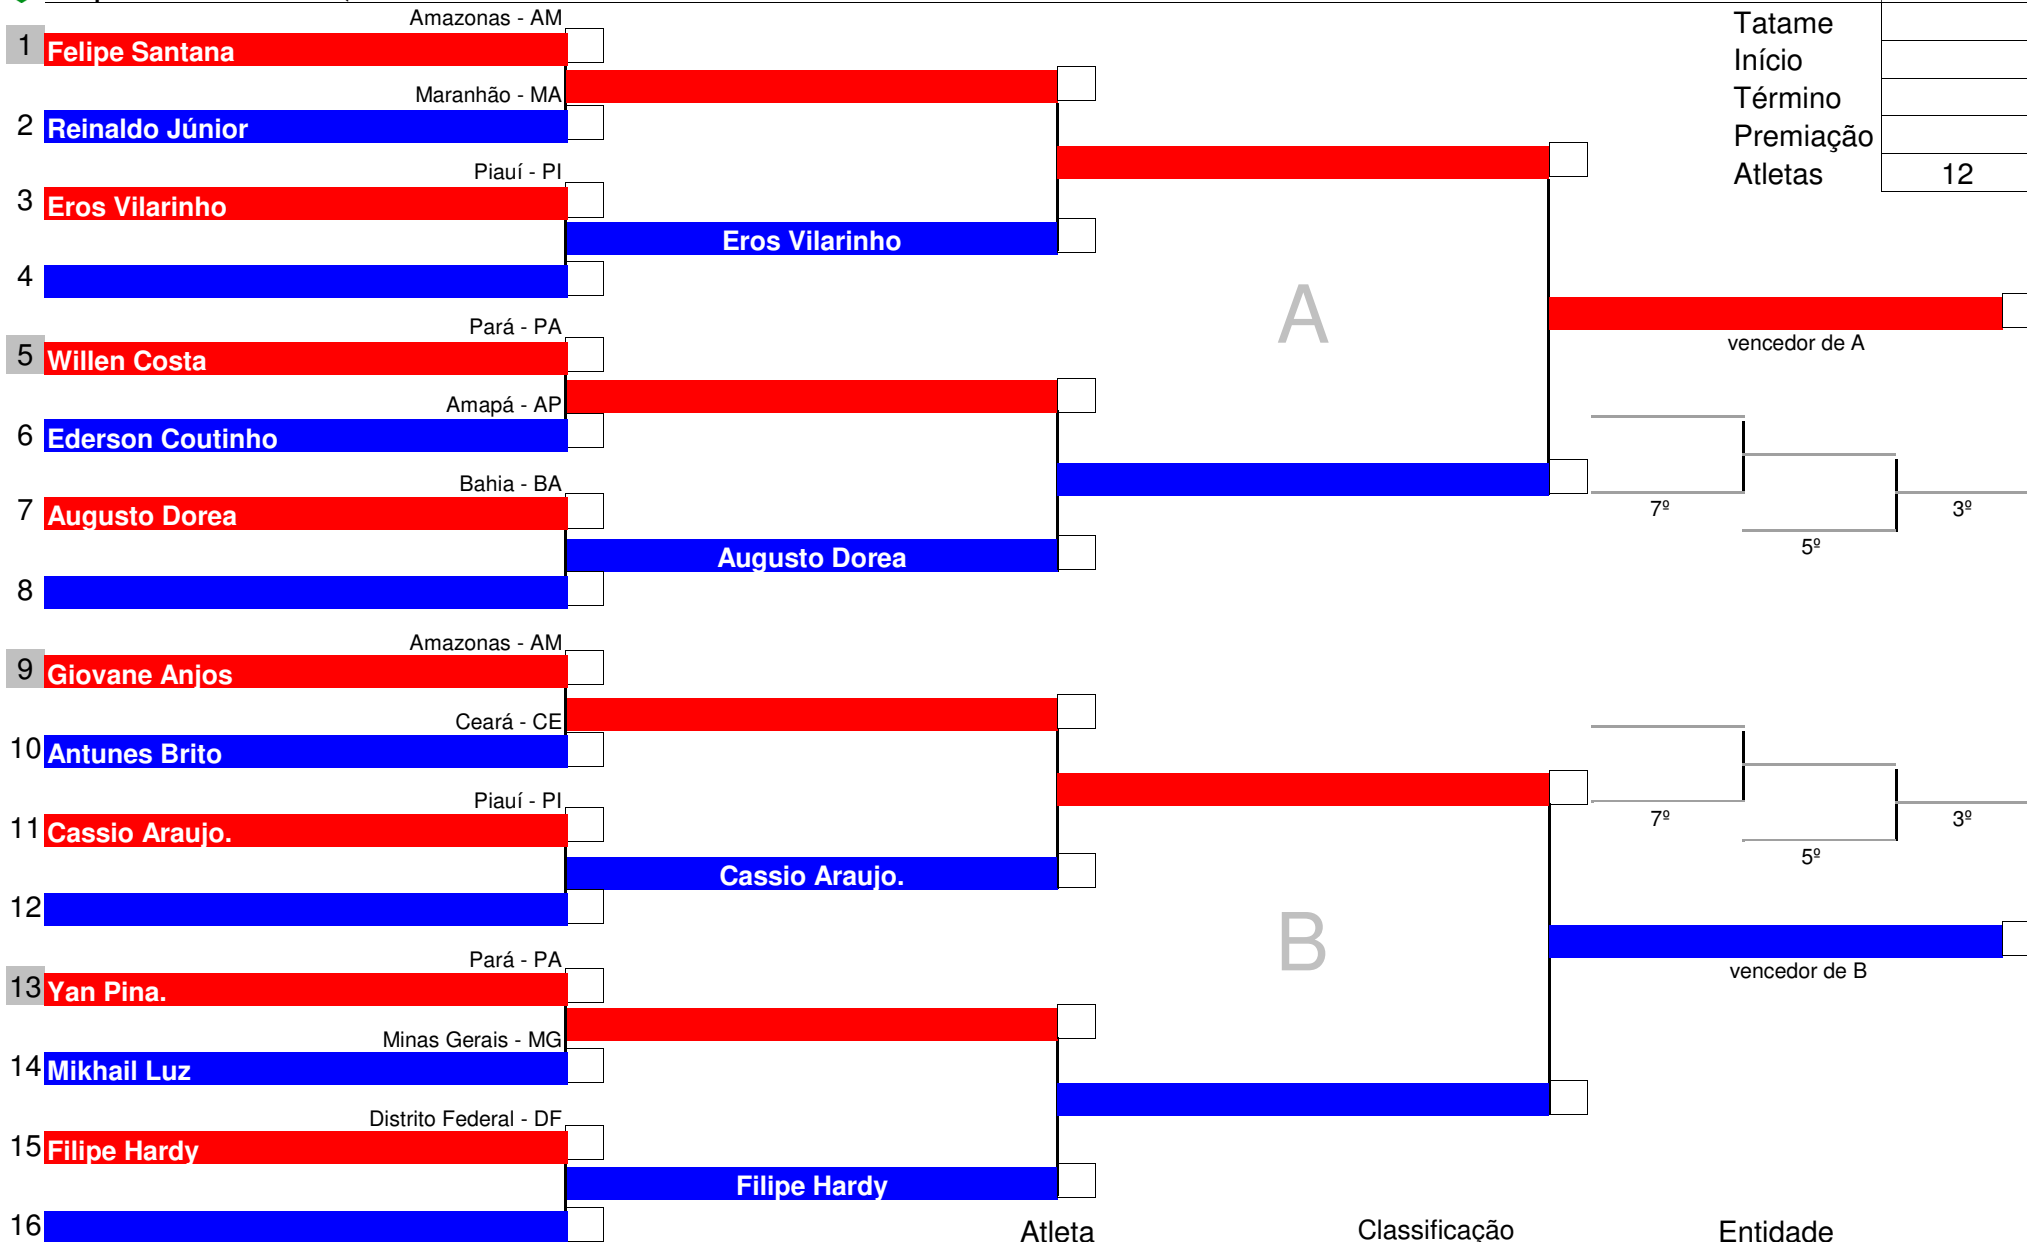 Amazonas - AM
1 Felipe Santana
Maranhão - MA
2 Reinaldo Júnior
Piauí - PI
3 Eros Vilarinho
Eros Vilarinho
4
Pará - PA
5 Willen Costa
Amapá - AP
6 Ederson Coutinho
Bahia - BA
7 Augusto Dorea
Augusto Dorea
8
Amazonas - AM
9 Giovane Anjos
Ceará - CE
10 Antunes Brito
Piauí - PI
11 Cassio Araujo.
Cassio Araujo.
12
Pará - PA
13 Yan Pina.
Minas Gerais - MG
14 Mikhail Luz
Distrito Federal - DF
15 Filipe Hardy
Filipe Hardy
16
A
B
Tatame
Início
Término
Premiação
Atletas 12
vencedor de A
7º
3º
5º
7º
3º
5º
vencedor de B
Atleta Classificação Entidade